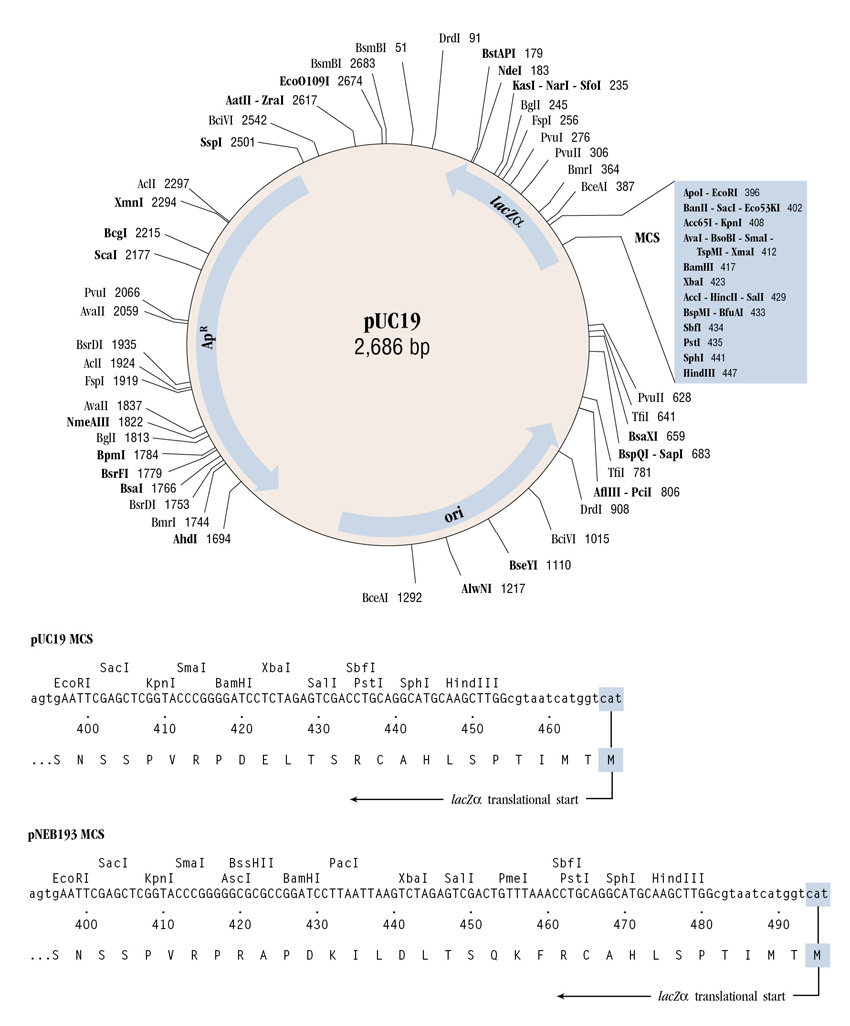 BsmBI 51
DrdI 91
BsmBI 2683
EcoO109I 2674
AatII - ZraI 2617
BciVI 2542
SspI 2501
BstAPI 179
NdeI 183
KasI - NarI - SfoI 235
BglI 245
FspI 256
PvuI 276
PvuII 306
BmrI 364
BceAI 387
AclI 2297
XmnI 2294
BcgI 2215
ScaI 2177
PvuI 2066
AvaII 2059
BsrDI 1935
AclI 1924
FspI 1919
AvaII 1837
NmeAIII 1822
BglI 1813
BpmI 1784
BsrFI 1779
BsaI 1766
BsrDI 1753
BmrI 1744
AhdI 1694
lacZα
ApR
pUC19
2,686 bp
ori
MCS
ApoI - EcoRI 396
BanII - SacI - Eco53KI 402
Acc65I - KpnI 408
AvaI - BsoBI - SmaI -
TspMI - XmaI 412
BamHI 417
XbaI 423
AccI - HincII - SalI 429
BspMI - BfuAI 433
SbfI 434
PstI 435
SphI 441
HindIII 447
PvuII 628
TfiI 641
BsaXI 659
BspQI - SapI 683
TfiI 781
AflIII - PciI 806
DrdI 908
BciVI 1015
BseYI 1110
AlwNI 1217
BceAI 1292
pUC19 MCS
SacI SmaI XbaI SbfI
EcoRI KpnI BamHI SalI PstI SphI HindIII
agtgAATTCGAGCTCGGTACCCGGGGATCCTCTAGAGTCGACCTGCAGGCATGCAAGCTTGGcgtaatcatggtcat
. . . . . . .
400 410 420 430 440 450 460
...S N S S P V R P D E L T S R C A H L S P T I M T M
lacZα translational start
pNEB193 MCS
SacI SmaI BssHII PacI SbfI
EcoRI KpnI AscI BamHI XbaI SalI PmeI PstI SphI HindIII
agtgAATTCGAGCTCGGTACCCGGGGGCGCGCCGGATCCTTAATTAAGTCTAGAGTCGACTGTTTAAACCTGCAGGCATGCAAGCTTGGcgtaatcatggtcat
. . . . . . . . . .
400 410 420 430 440 450 460 470 480 490
...S N S S P V R P R A P D K I L D L T S Q K F R C A H L S P T I M T M
lacZα translational start